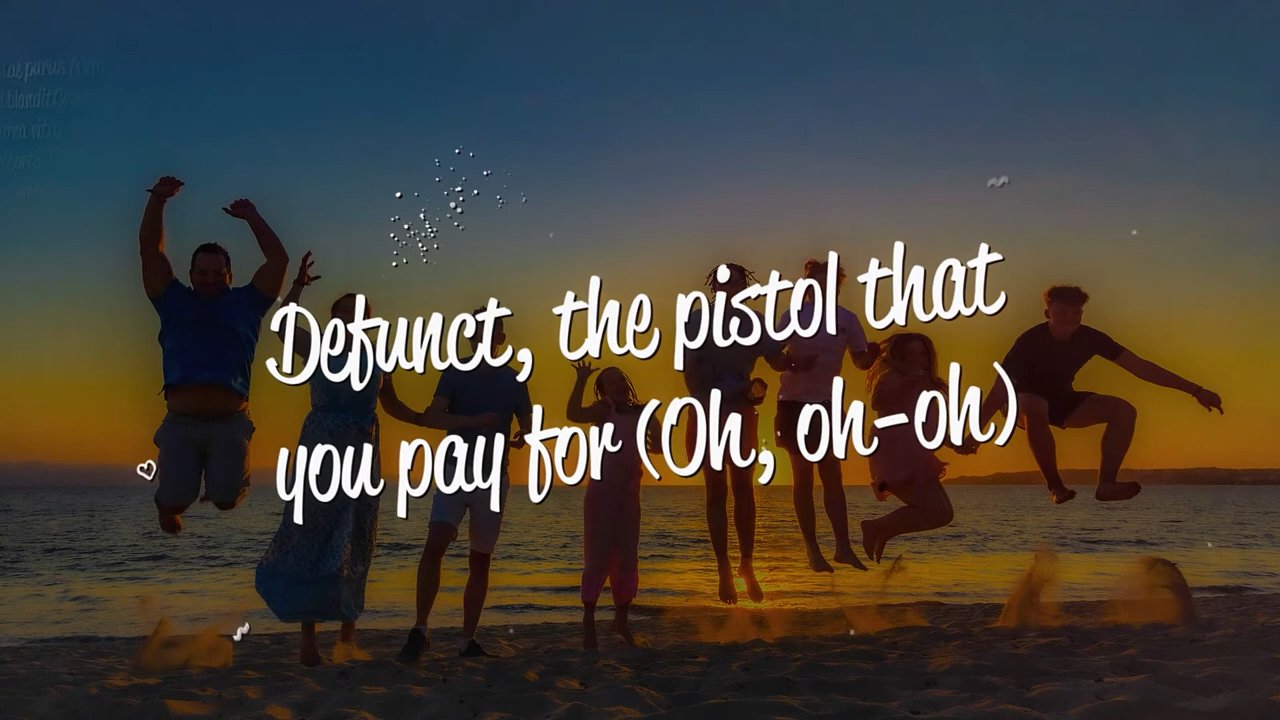 Defunct, the pistol that
you pay for (Oh, oh-oh)